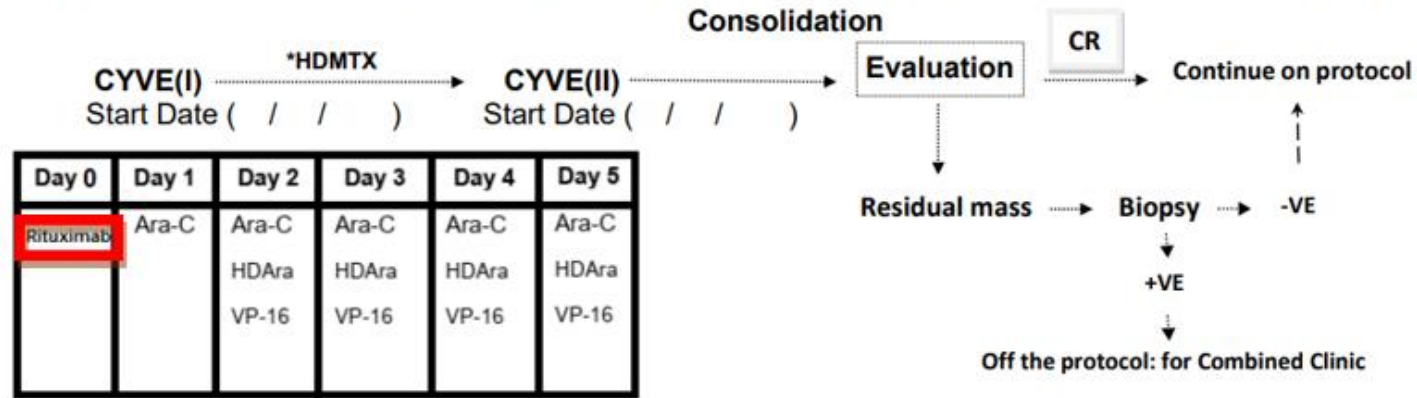 Consolidation
CYVE(I) *HDMTX CYVE(II) Evaluation CR Continue on protocol
Start Date ( / / ) Start Date ( / / )
Day 0 Day 1 Day 2 Day 3 Day 4 Day 5
Rituximab Ara-C Ara-C Ara-C Ara-C Ara-C
HDAra HDAra HDAra HDAra
VP-16 VP-16 VP-16 VP-16
Residual mass Biopsy -VE
+VE
Off the protocol: for Combined Clinic